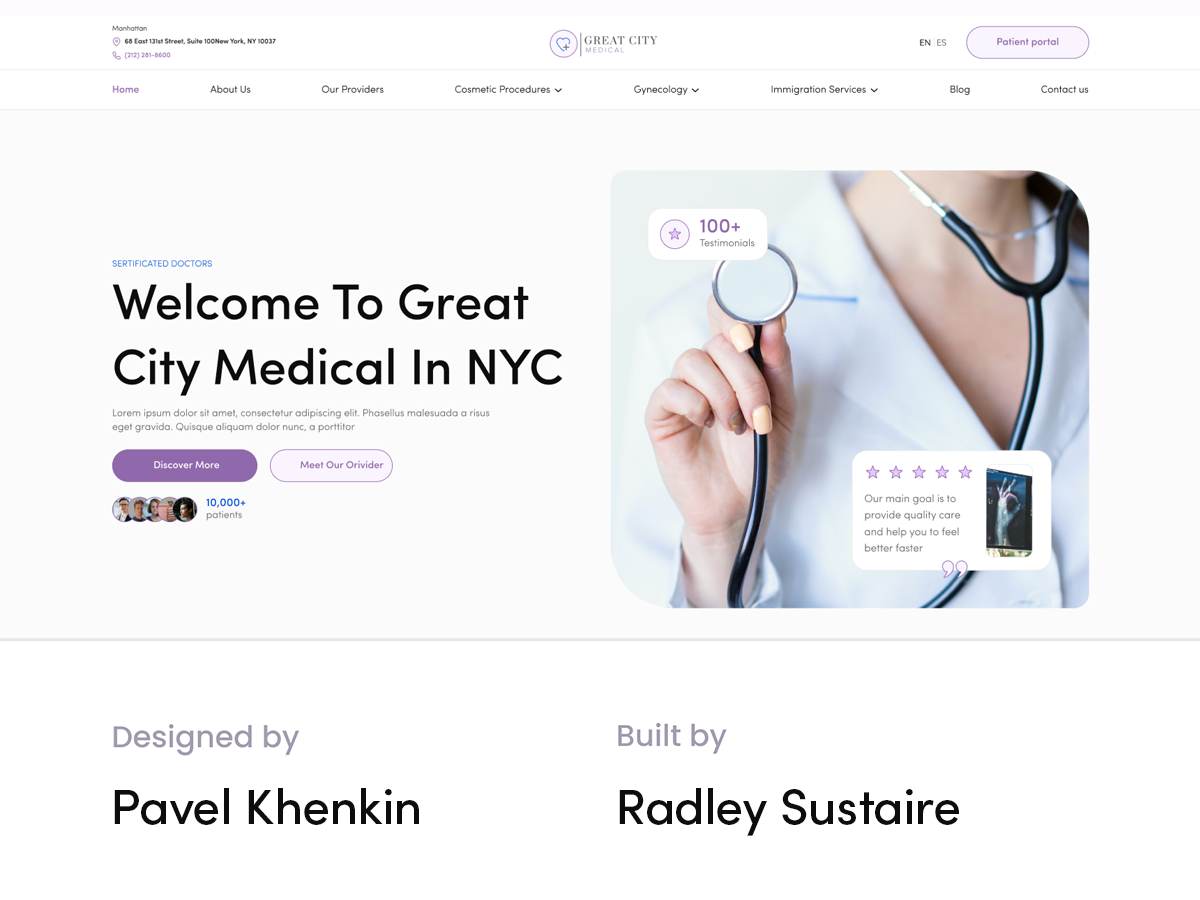 Manhattan
68 East 131st Street, Suite 100New York, NY 10037
(212) 281-8600
GREAT CITY
MEDICAL
EN ES
Patient portal
Home About Us Our Providers Cosmetic Procedures Gynecology Immigration Services Blog Contact us
SERTIFICATED DOCTORS
Welcome To Great
City Medical In NYC
Lorem ipsum dolor sit amet, consectetur adipiscing elit. Phasellus malesuada a risus
eget gravida. Quisque aliquam dolor nunc, a porttitor
Discover More Meet Our Orivider
10,000+
patients
100+
Testimonials
Our main goal is to
provide quality care
and help you to feel
better faster
Designed by
Pavel Khenkin
Built by
Radley Sustaire